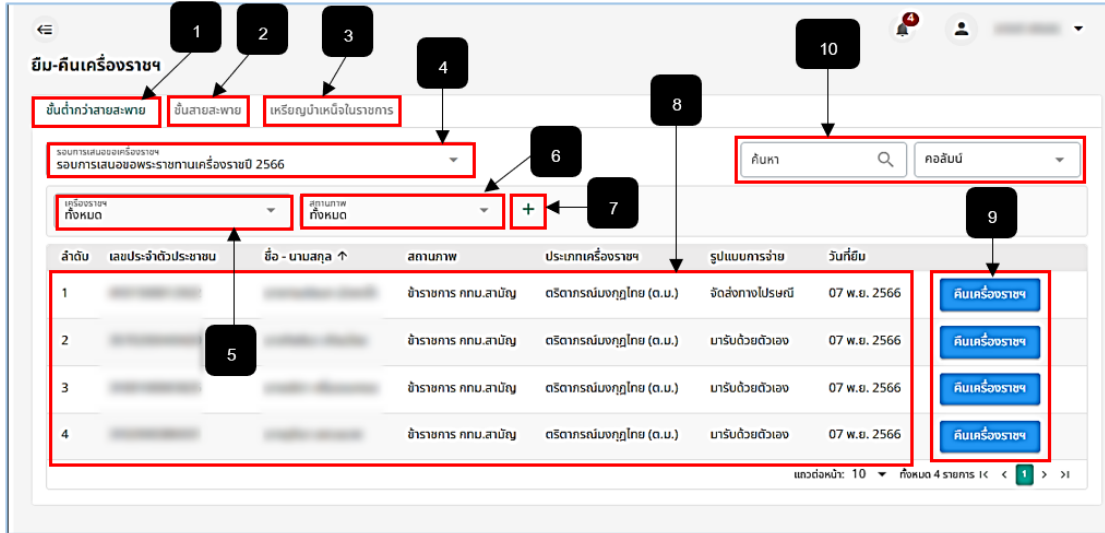 1
2
3
4
10
ยืม-คืนเครื่องราชฯ
4
8
ชั้นต่ำกว่าสายสะพาย ชั้นสายสะพาย เหรียญบำเหน็จในราชการ
รอบการเสนอขอเครื่องราชฯ
รอบการเสนอขอพระราชทานเครื่องราชปี 2566
6
ค้นหา คอลัมน์
เครื่องราชฯ สถานภาพ
ทั้งหมด ทั้งหมด +
7
9
ลำดับ เลขประจำตัวประชาชน ชื่อ - นามสกุล ↑ สถานภาพ ประเภทเครื่องราชฯ รูปแบบการจ่าย วันที่ยืม
1 ข้าราชการ กทม.สามัญ ตริตาภรณ์มงกุฎไทย (ต.ม.) จัดส่งทางไปรษณี 07 พ.ย. 2566 คืนเครื่องราชฯ
2 ข้าราชการ กทม.สามัญ ตริตาภรณ์มงกุฎไทย (ต.ม.) มารับด้วยตัวเอง 07 พ.ย. 2566 คืนเครื่องราชฯ
5
3 ข้าราชการ กทม.สามัญ ตริตาภรณ์มงกุฎไทย (ต.ม.) มารับด้วยตัวเอง 07 พ.ย. 2566 คืนเครื่องราชฯ
4 ข้าราชการ กทม.สามัญ ตริตาภรณ์มงกุฎไทย (ต.ม.) มารับด้วยตัวเอง 07 พ.ย. 2566 คืนเครื่องราชฯ
แถวต่อหน้า: 10 ทั้งหมด 4 รายการ |< < 1 > >|